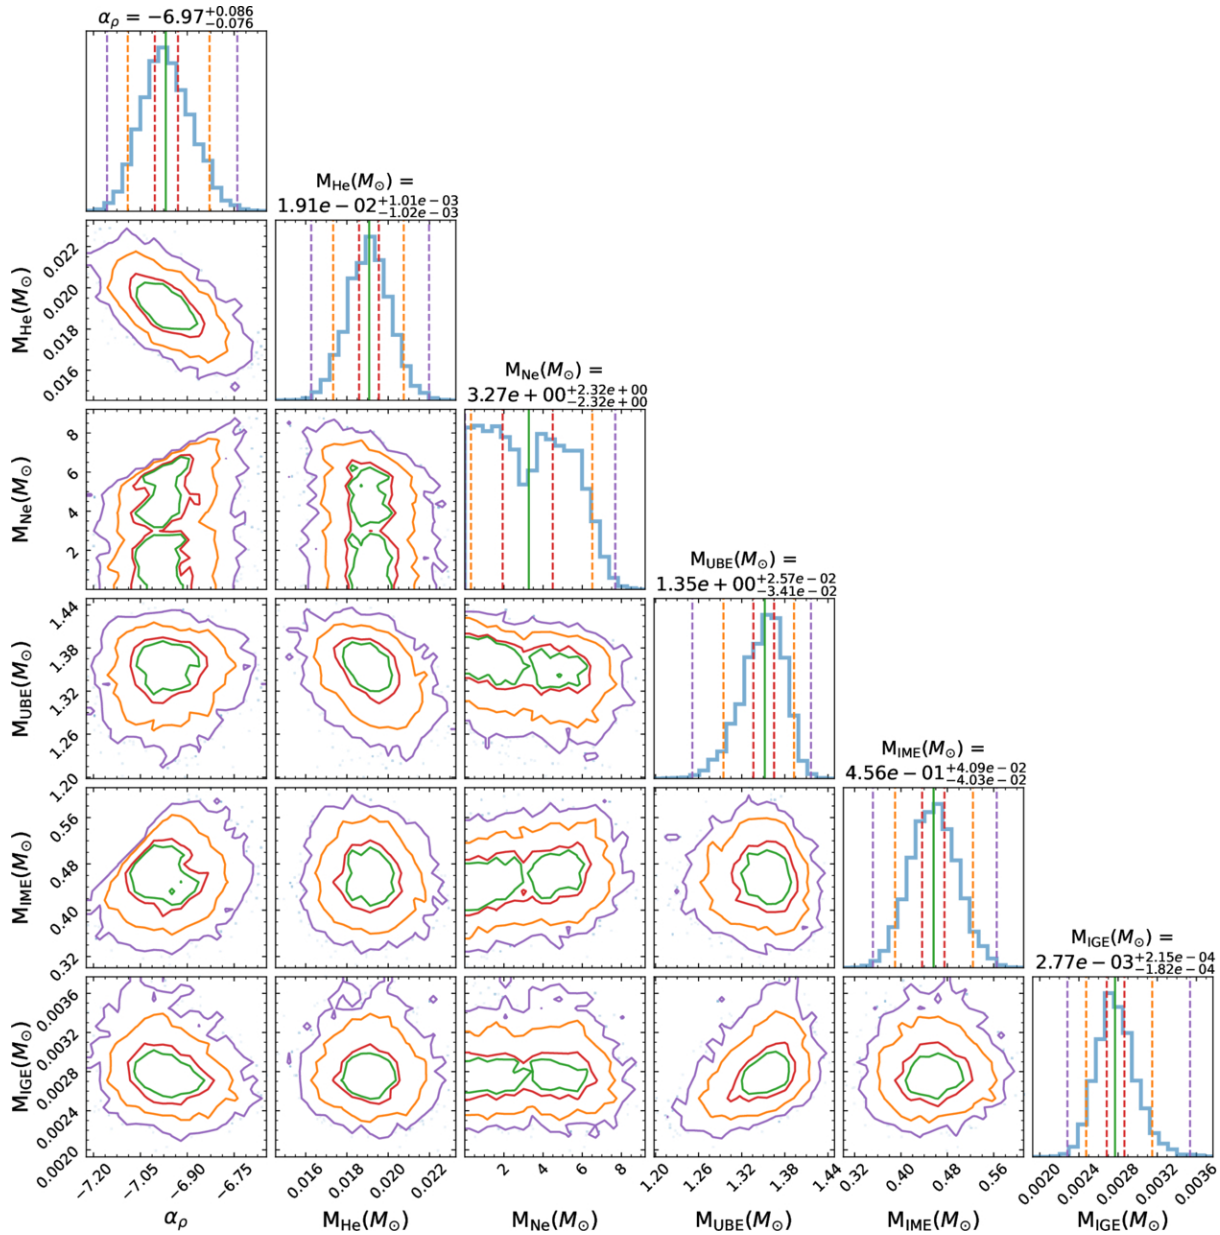 α_ρ = −6.97^{+0.086}_{−0.076}
M_He(M_⊙) =
1.91e − 02^{+1.01e − 03}_{−1.02e − 03}
0.022
0.020
0.018
0.016
M_He(M_⊙)
M_Ne(M_⊙) =
3.27e + 00^{+2.32e + 00}_{−2.32e + 00}
8
6
4
2
M_Ne(M_⊙)
M_UBE(M_⊙) =
1.35e + 00^{+2.57e − 02}_{−3.41e − 02}
1.44
1.38
1.32
1.26
1.20
M_UBE(M_⊙)
M_IME(M_⊙) =
4.56e − 01^{+4.09e − 02}_{−4.03e − 02}
0.56
0.48
0.40
0.32
M_IME(M_⊙)
M_IGE(M_⊙) =
2.77e − 03^{+2.15e − 04}_{−1.82e − 04}
0.0036
0.0032
0.0028
0.0024
0.0020
M_IGE(M_⊙)
−7.20 −7.05 −6.90 −6.75
0.016 0.018 0.020 0.022
2 4 6 8
1.20 1.26 1.32 1.38 1.44
0.32 0.40 0.48 0.56
0.0020 0.0024 0.0028 0.0032 0.0036
α_ρ M_He(M_⊙) M_Ne(M_⊙) M_UBE(M_⊙) M_IME(M_⊙) M_IGE(M_⊙)